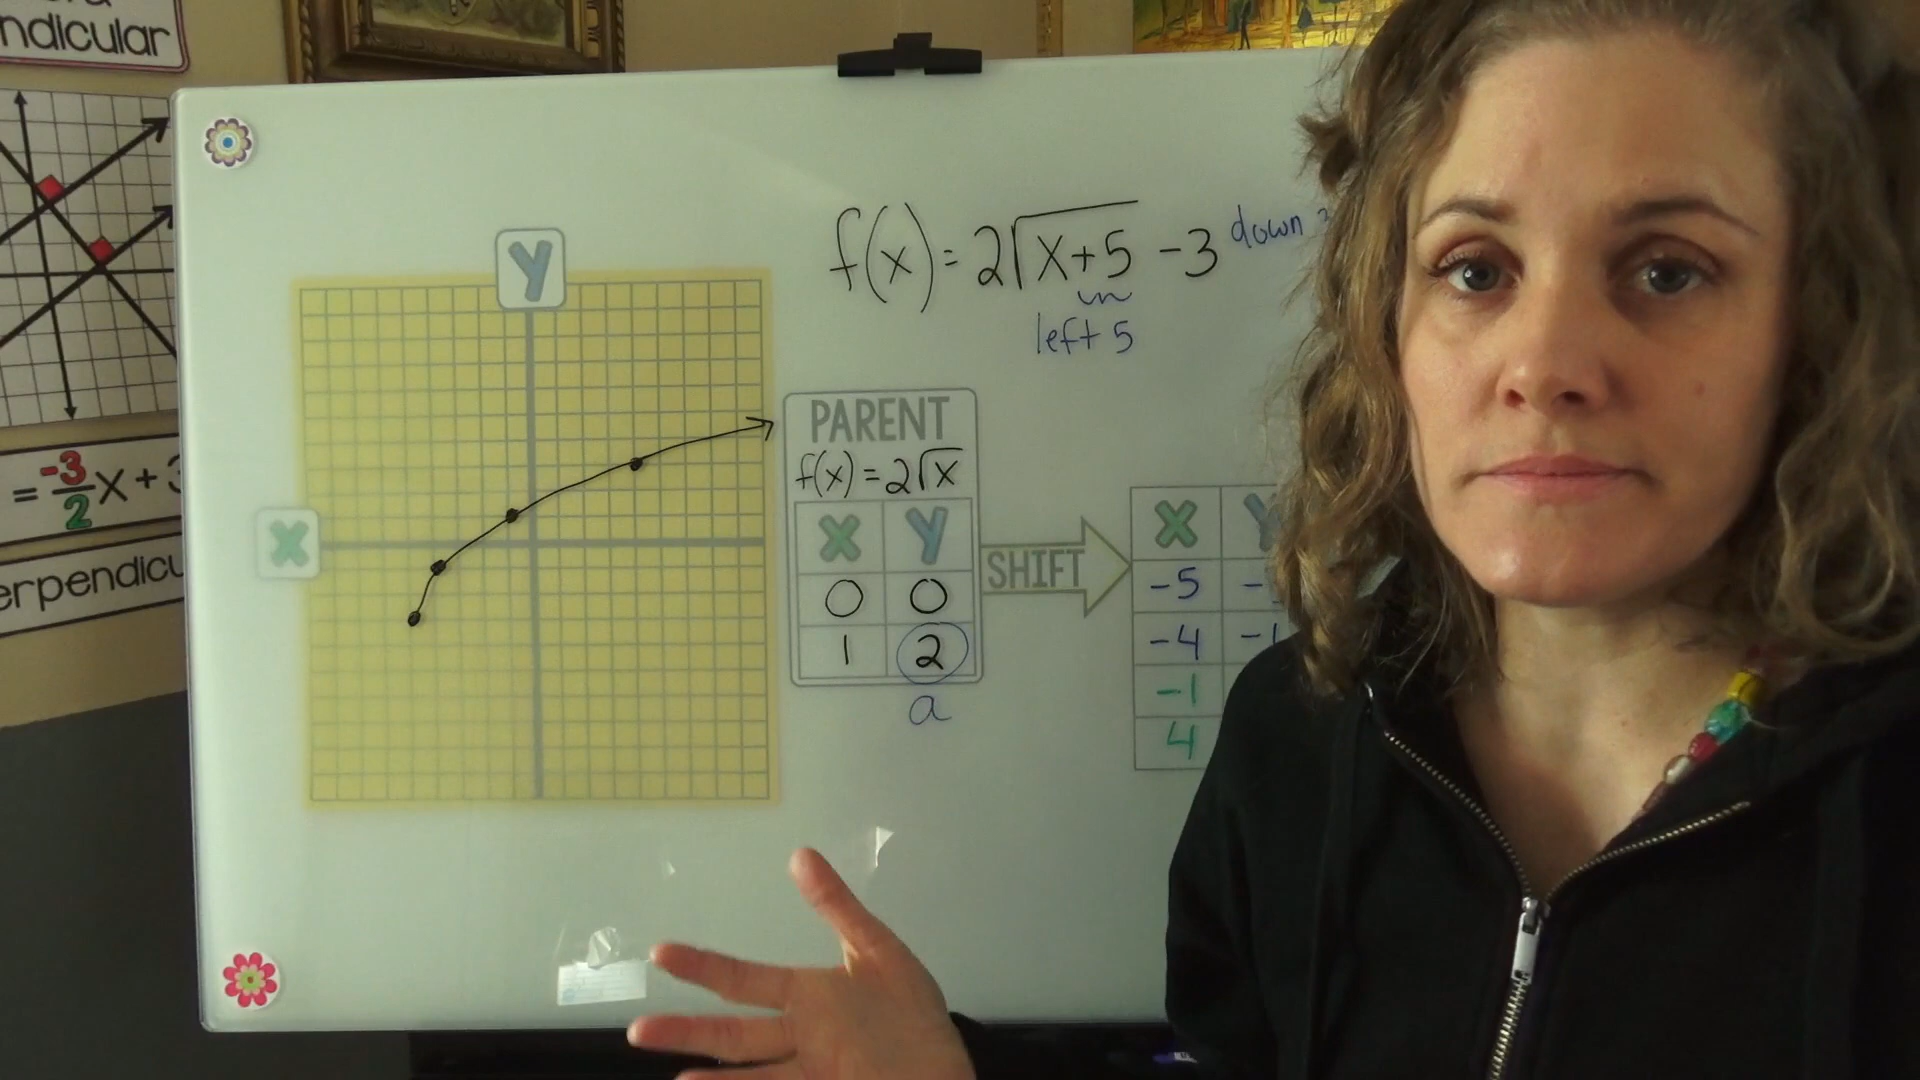 ndicular
= -3/2 X + 3
erpendicu
Y
X
f(x) = 2√x+5 -3 down
left 5
PARENT
f(x) = 2√x
X Y
0 0
1 2
a
SHIFT
X Y
-5 -
-4 -1
-1
4